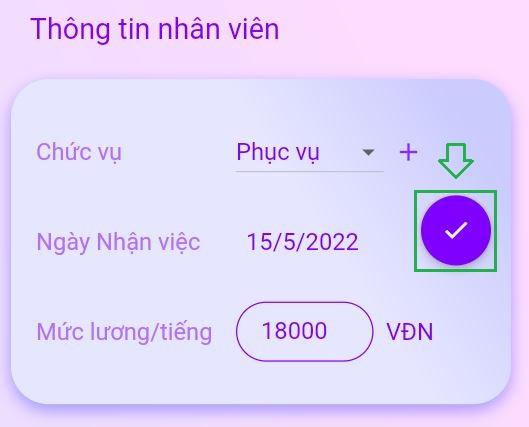 Thông tin nhân viên
Chức vụ Phục vụ +
Ngày Nhận việc 15/5/2022
Mức lương/tiếng 18000 VĐN